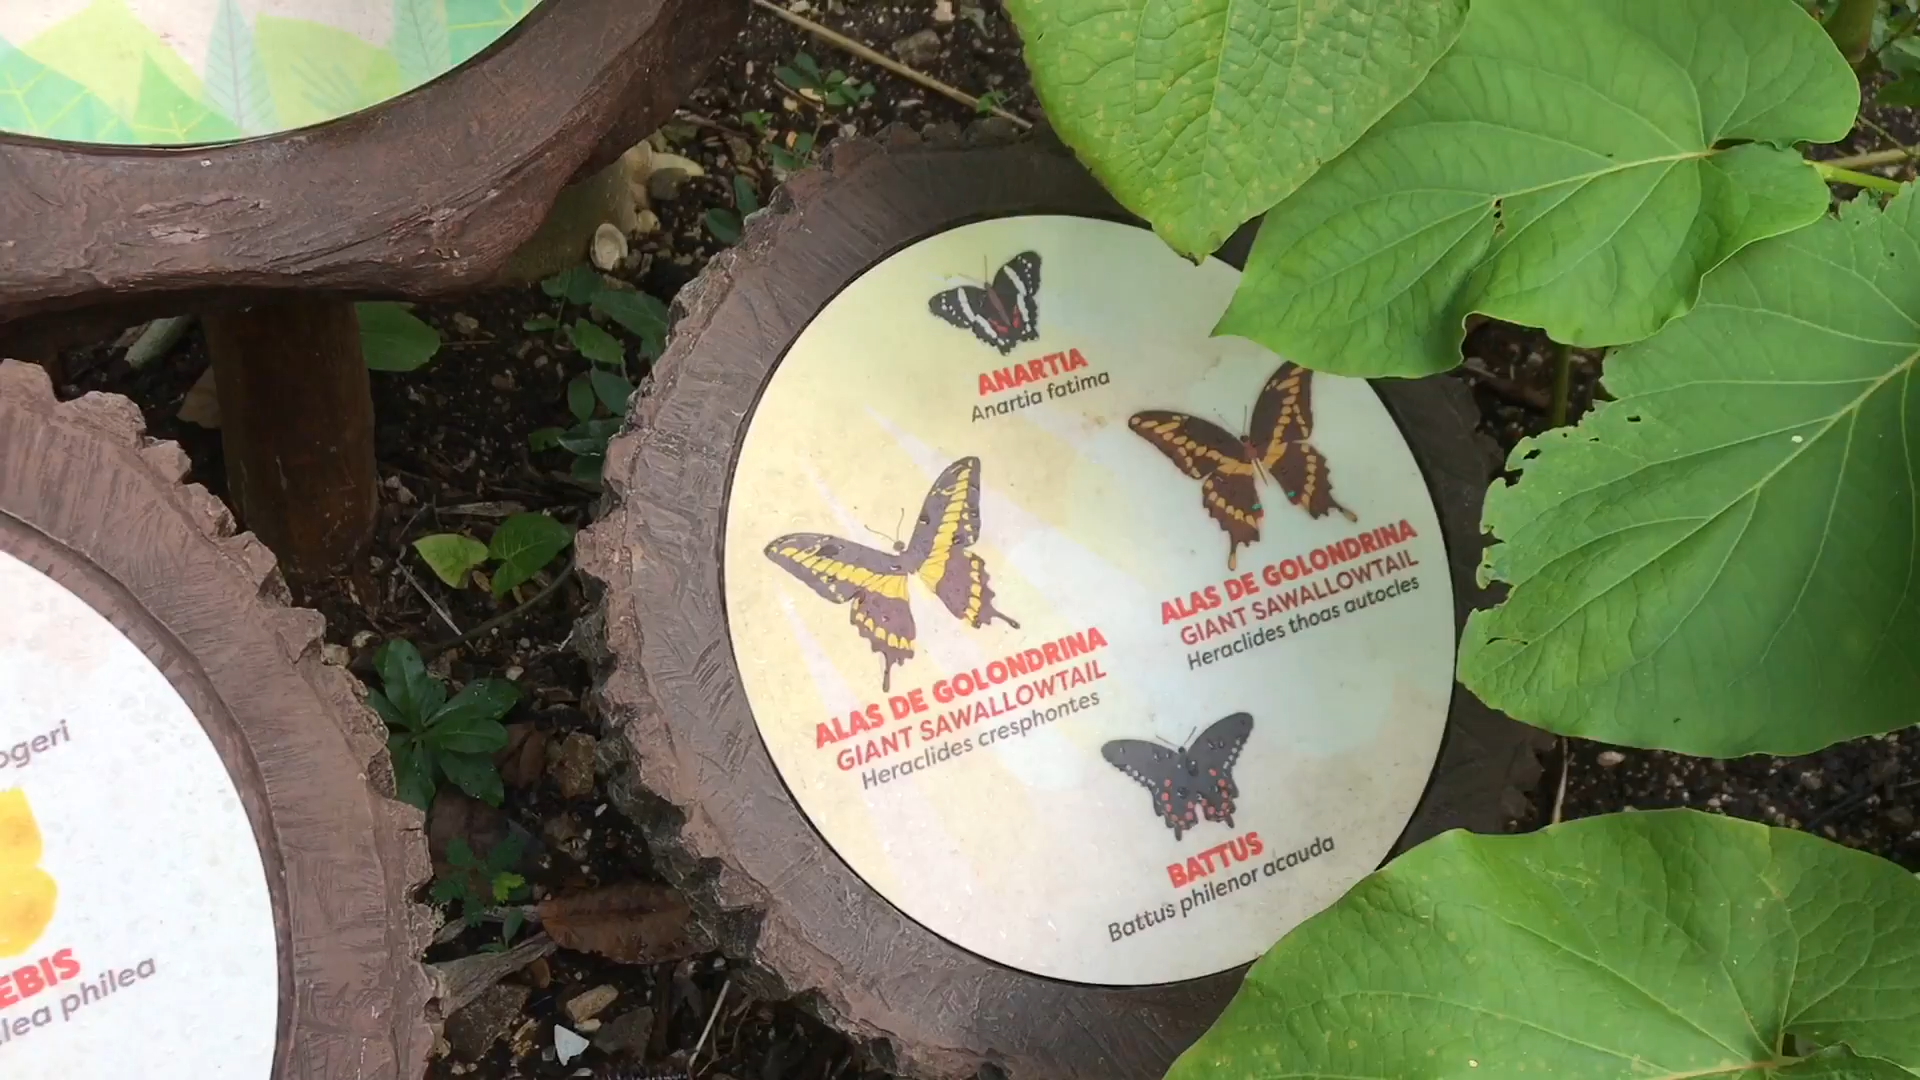 ANARTIA
Anartia fatima
ALAS DE GOLONDRINA
GIANT SAWALLOWTAIL
Heraclides thoas autocles
ALAS DE GOLONDRINA
GIANT SAWALLOWTAIL
Heraclides cresphontes
BATTUS
Battus philenor acauda
ogeri
EBIS
lea philea